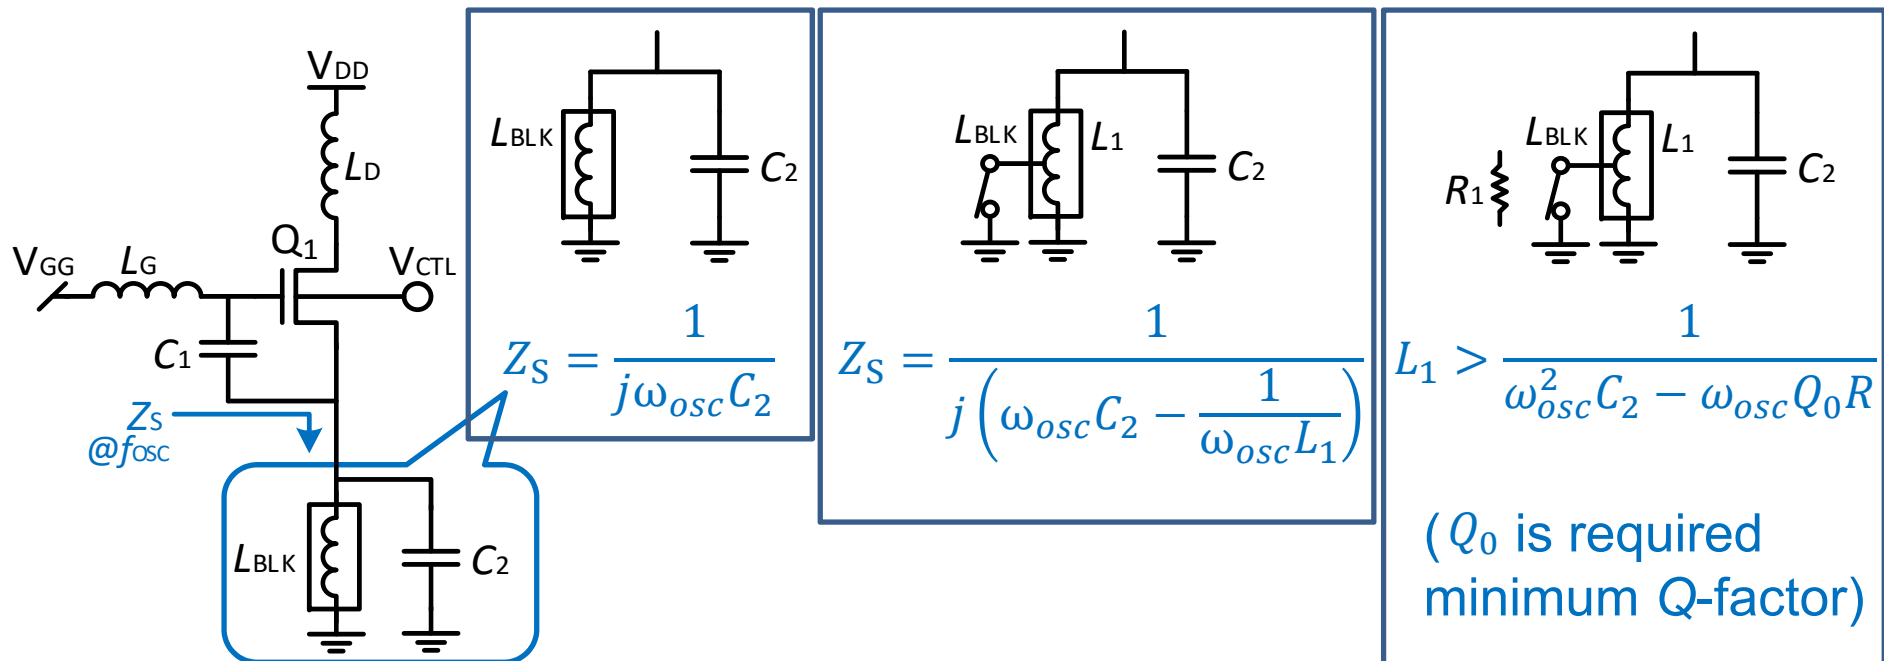 VDD
LD
Q1
VGG
LG
VCTL
C1
ZS
@fOSC
LBLK
C2
LBLK
C2
ZS = 1 / (jωoscC2)
LBLK
L1
C2
ZS = 1 / (j(ωoscC2 − 1 / (ωoscL1)))
R1
LBLK
L1
C2
L1 > 1 / (ω²oscC2 − ωoscQ0R)
(Q0 is required
minimum Q-factor)